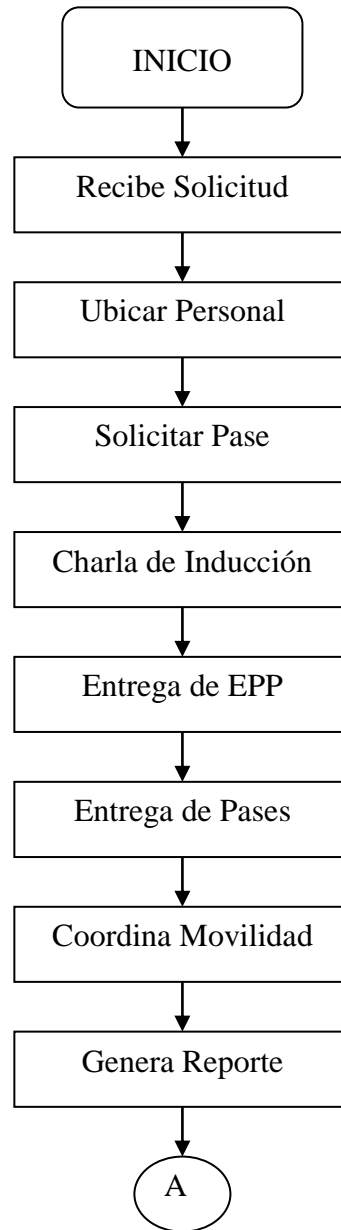 INICIO
Recibe Solicitud
Ubicar Personal
Solicitar Pase
Charla de Inducción
Entrega de EPP
Entrega de Pases
Coordina Movilidad
Genera Reporte
A